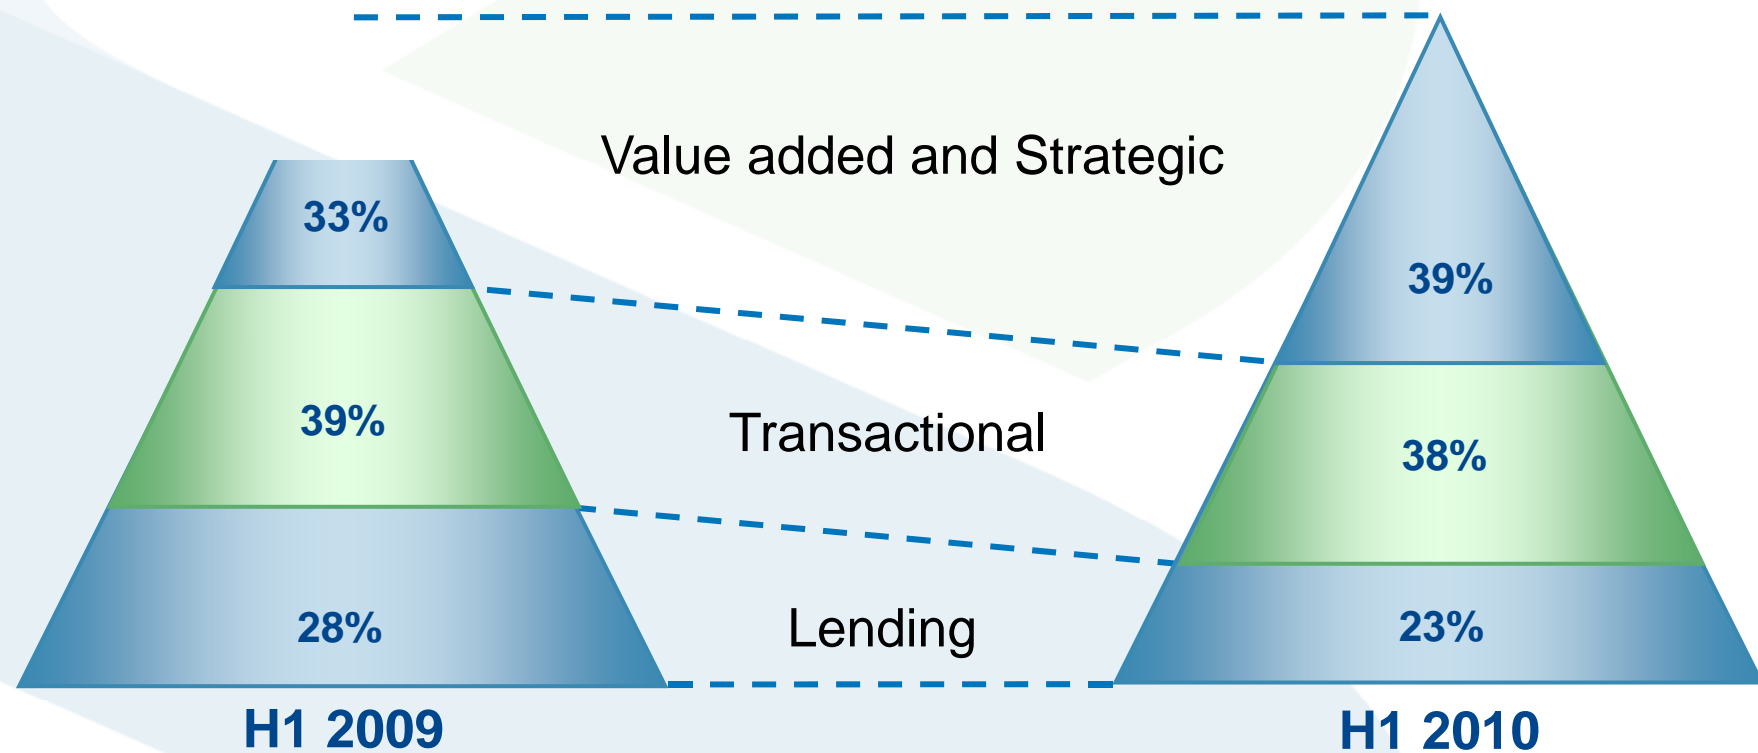 Value added and Strategic
33%
39%
39%
Transactional
38%
28%
Lending
23%
H1 2009
H1 2010